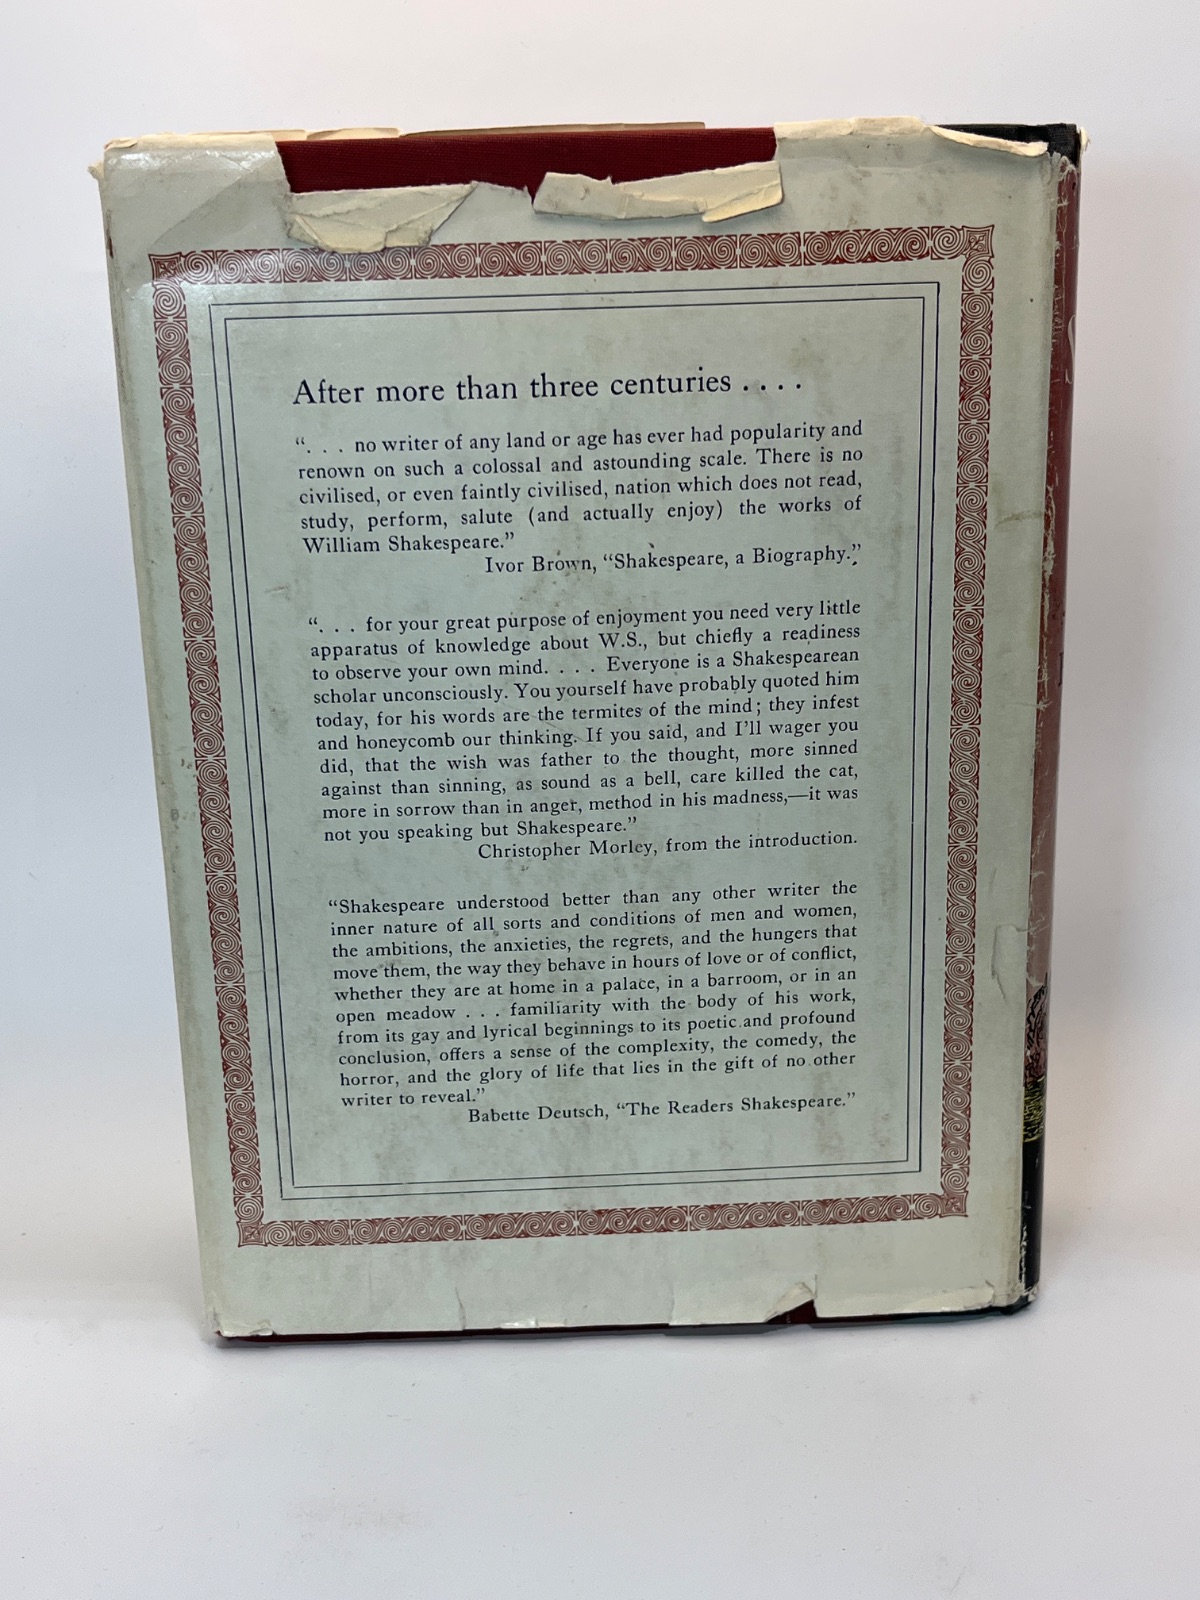 After more than three centuries . . . .
“. . . no writer of any land or age has ever had popularity and
renown on such a colossal and astounding scale. There is no
civilised, or even faintly civilised, nation which does not read,
study, perform, salute (and actually enjoy) the works of
William Shakespeare.”
Ivor Brown, “Shakespeare, a Biography.”
“. . . for your great purpose of enjoyment you need very little
apparatus of knowledge about W.S., but chiefly a readiness
to observe your own mind. . . . Everyone is a Shakespearean
scholar unconsciously. You yourself have probably quoted him
today, for his words are the termites of the mind; they infest
and honeycomb our thinking. If you said, and I’ll wager you
did, that the wish was father to the thought, more sinned
against than sinning, as sound as a bell, care killed the cat,
more in sorrow than in anger, method in his madness,—it was
not you speaking but Shakespeare.”
Christopher Morley, from the introduction.
“Shakespeare understood better than any other writer the
inner nature of all sorts and conditions of men and women,
the ambitions, the anxieties, the regrets, and the hungers that
move them, the way they behave in hours of love or of conflict,
whether they are at home in a palace, in a barroom, or in an
open meadow . . . familiarity with the body of his work,
from its gay and lyrical beginnings to its poetic and profound
conclusion, offers a sense of the complexity, the comedy, the
horror, and the glory of life that lies in the gift of no other
writer to reveal.”
Babette Deutsch, “The Readers Shakespeare.”